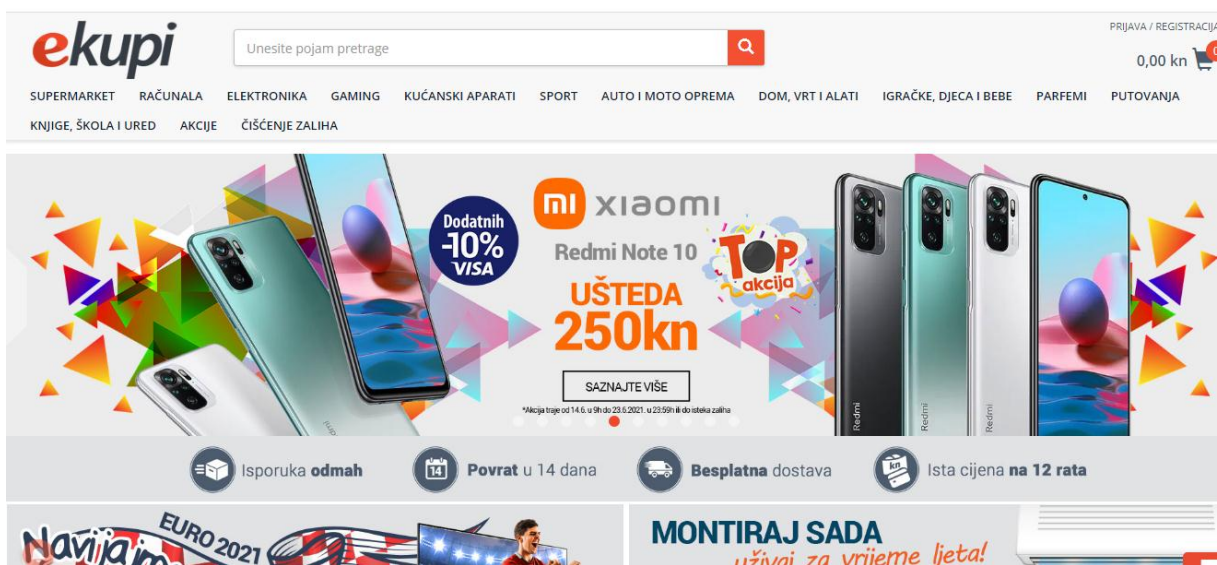 ekupi
Unesite pojam pretrage
PRIJAVA / REGISTRACIJA
0,00 kn
SUPERMARKET RAČUNALA ELEKTRONIKA GAMING KUĆANSKI APARATI SPORT AUTO I MOTO OPREMA DOM, VRT I ALATI IGRAČKE, DJECA I BEBE PARFEMI PUTOVANJA
KNJIGE, ŠKOLA I URED AKCIJE ČIŠĆENJE ZALIHA
Dodatnih
-10%
VISA
mi xiaomi
Redmi Note 10
TOP
akcija
UŠTEDA
250kn
SAZNAJTE VIŠE
*Akcija traje od 14.6. u 9h do 23.6.2021. u 23:59h ili do isteka zaliha
Redmi Redmi Redmi
Isporuka odmah
14 Povrat u 14 dana
Besplatna dostava
kn Ista cijena na 12 rata
EURO 2021
MONTIRAJ SADA
uživaj za vrijeme ljeta!